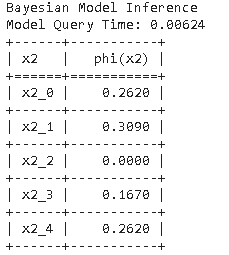 Bayesian Model Inference
Model Query Time: 0.00624
+------+-----------+
| x2   |   phi(x2) |
+======+===========+
| x2_0 |    0.2620 |
+------+-----------+
| x2_1 |    0.3090 |
+------+-----------+
| x2_2 |    0.0000 |
+------+-----------+
| x2_3 |    0.1670 |
+------+-----------+
| x2_4 |    0.2620 |
+------+-----------+